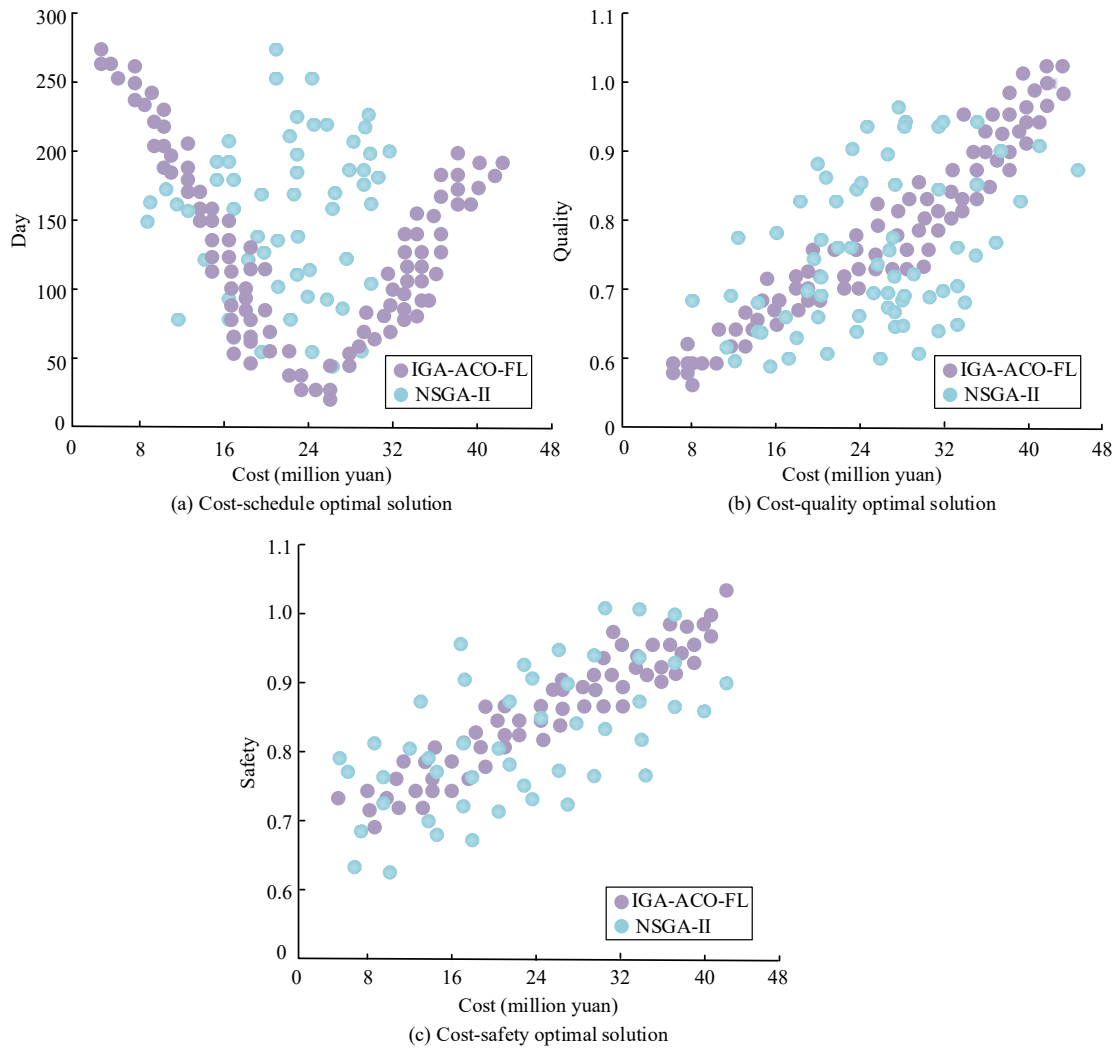 300
250
200
150
100
50
0
Day
0 8 16 24 32 40 48
Cost (million yuan)
IGA-ACO-FL
NSGA-II
(a) Cost-schedule optimal solution
1.1
1.0
0.9
0.8
0.7
0.6
0
Quality
0 8 16 24 32 40 48
Cost (million yuan)
IGA-ACO-FL
NSGA-II
(b) Cost-quality optimal solution
1.1
1.0
0.9
0.8
0.7
0.6
0
Safety
0 8 16 24 32 40 48
Cost (million yuan)
IGA-ACO-FL
NSGA-II
(c) Cost-safety optimal solution